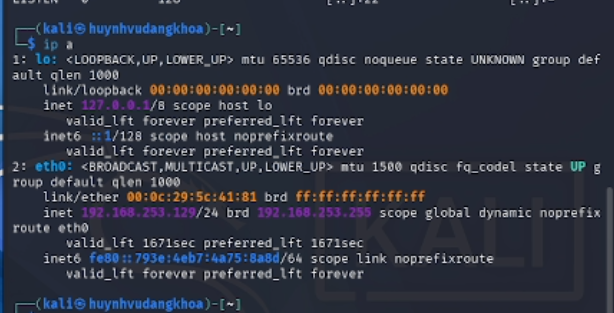 ┌──(kali㉿huynhvudangkhoa)-[~]
└─$ ip a
1: lo: <LOOPBACK,UP,LOWER_UP> mtu 65536 qdisc noqueue state UNKNOWN group def
ault qlen 1000
    link/loopback 00:00:00:00:00:00 brd 00:00:00:00:00:00
    inet 127.0.0.1/8 scope host lo
       valid_lft forever preferred_lft forever
    inet6 ::1/128 scope host noprefixroute
       valid_lft forever preferred_lft forever
2: eth0: <BROADCAST,MULTICAST,UP,LOWER_UP> mtu 1500 qdisc fq_codel state UP g
roup default qlen 1000
    link/ether 00:0c:29:5c:41:81 brd ff:ff:ff:ff:ff:ff
    inet 192.168.253.129/24 brd 192.168.253.255 scope global dynamic noprefix
route eth0
       valid_lft 1671sec preferred_lft 1671sec
    inet6 fe80::793e:4eb7:4a75:8a8d/64 scope link noprefixroute
       valid_lft forever preferred_lft forever
KALI
┌──(kali㉿huynhvudangkhoa)-[~]